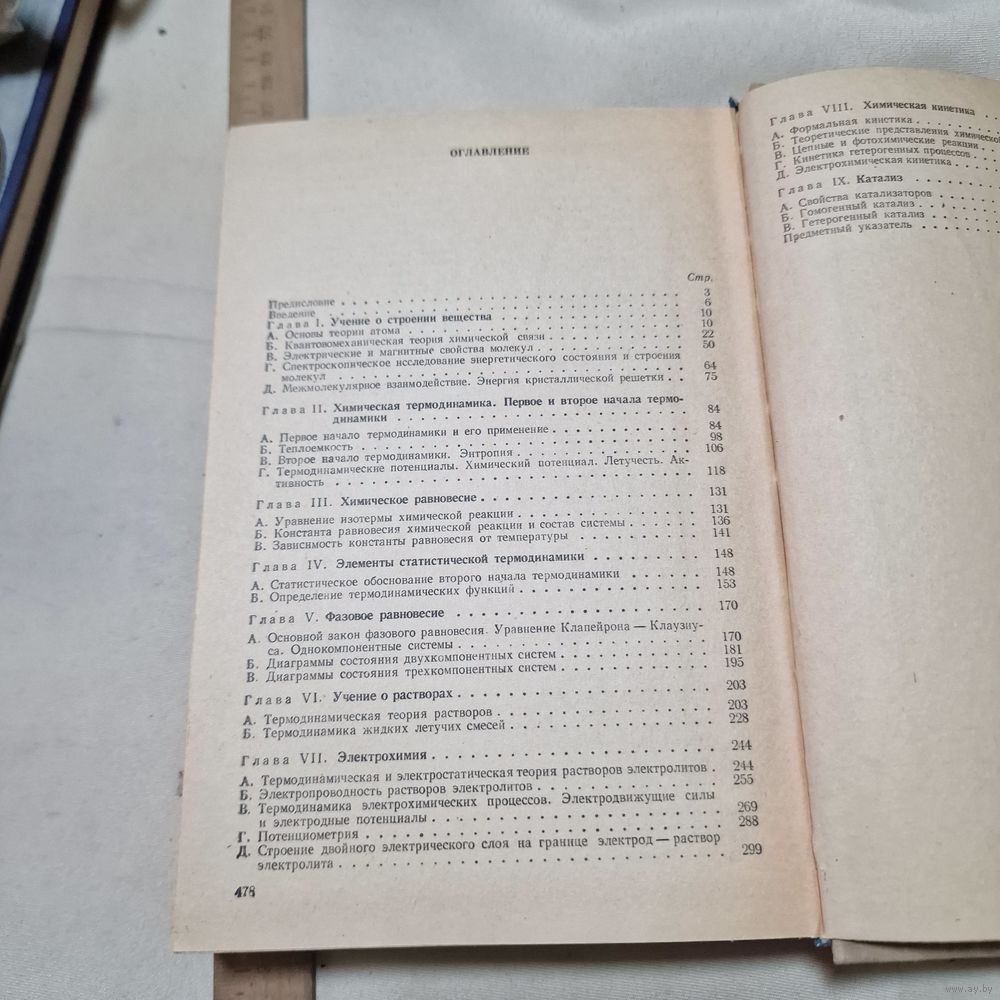 ОГЛАВЛЕНИЕ
Стр.
Предисловие . . . 3
Введение . . . 6
Глава I. Учение о строении вещества . . . 10
А. Основы теории атома . . . 10
Б. Квантовомеханическая теория химической связи . . . 22
В. Электрические и магнитные свойства молекул . . . 50
Г. Спектроскопическое исследование энергетического состояния и строения
молекул . . . 64
Д. Межмолекулярное взаимодействие. Энергия кристаллической решетки . . 75
Глава II. Химическая термодинамика. Первое и второе начала термо-
динамики . . . 84
А. Первое начало термодинамики и его применение . . . 84
Б. Теплоемкость . . . 98
В. Второе начало термодинамики. Энтропия . . . 106
Г. Термодинамические потенциалы. Химический потенциал. Летучесть. Ак-
тивность . . . 118
Глава III. Химическое равновесие . . . 131
А. Уравнение изотермы химической реакции . . . 131
Б. Константа равновесия химической реакции и состав системы . . . 136
В. Зависимость константы равновесия от температуры . . . 141
Глава IV. Элементы статистической термодинамики . . . 148
А. Статистическое обоснование второго начала термодинамики . . . 148
Б. Определение термодинамических функций . . . 153
Глава V. Фазовое равновесие . . . 170
А. Основной закон фазового равновесия. Уравнение Клапейрона — Клаузиу-
са. Однокомпонентные системы . . . 170
Б. Диаграммы состояния двухкомпонентных систем . . . 181
В. Диаграммы состояния трехкомпонентных систем . . . 195
Глава VI. Учение о растворах . . . 203
А. Термодинамическая теория растворов . . . 203
Б. Термодинамика жидких летучих смесей . . . 228
Глава VII. Электрохимия . . . 244
А. Термодинамическая и электростатическая теория растворов электролитов . 244
Б. Электропроводность растворов электролитов . . . 255
В. Термодинамика электрохимических процессов. Электродвижущие силы
и электродные потенциалы . . . 269
Г. Потенциометрия . . . 288
Д. Строение двойного электрического слоя на границе электрод — раствор
электролита . . . 299
478
Глава VIII. Химическая кинетика . . .
А. Формальная кинетика . . .
Б. Теоретические представления химической
В. Цепные и фотохимические реакции . . .
Г. Кинетика гетерогенных процессов . . .
Д. Электрохимическая кинетика . . .
Глава IX. Катализ . . .
А. Свойства катализаторов . . .
Б. Гомогенный катализ . . .
В. Гетерогенный катализ . . .
Предметный указатель . . .
www.ay.by